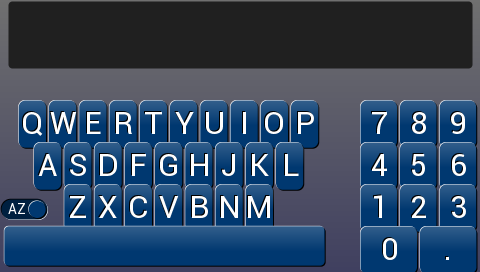 Q W E R T Y U I O P 7 8 9
A S D F G H J K L 4 5 6
AZ Z X C V B N M 1 2 3
0 .